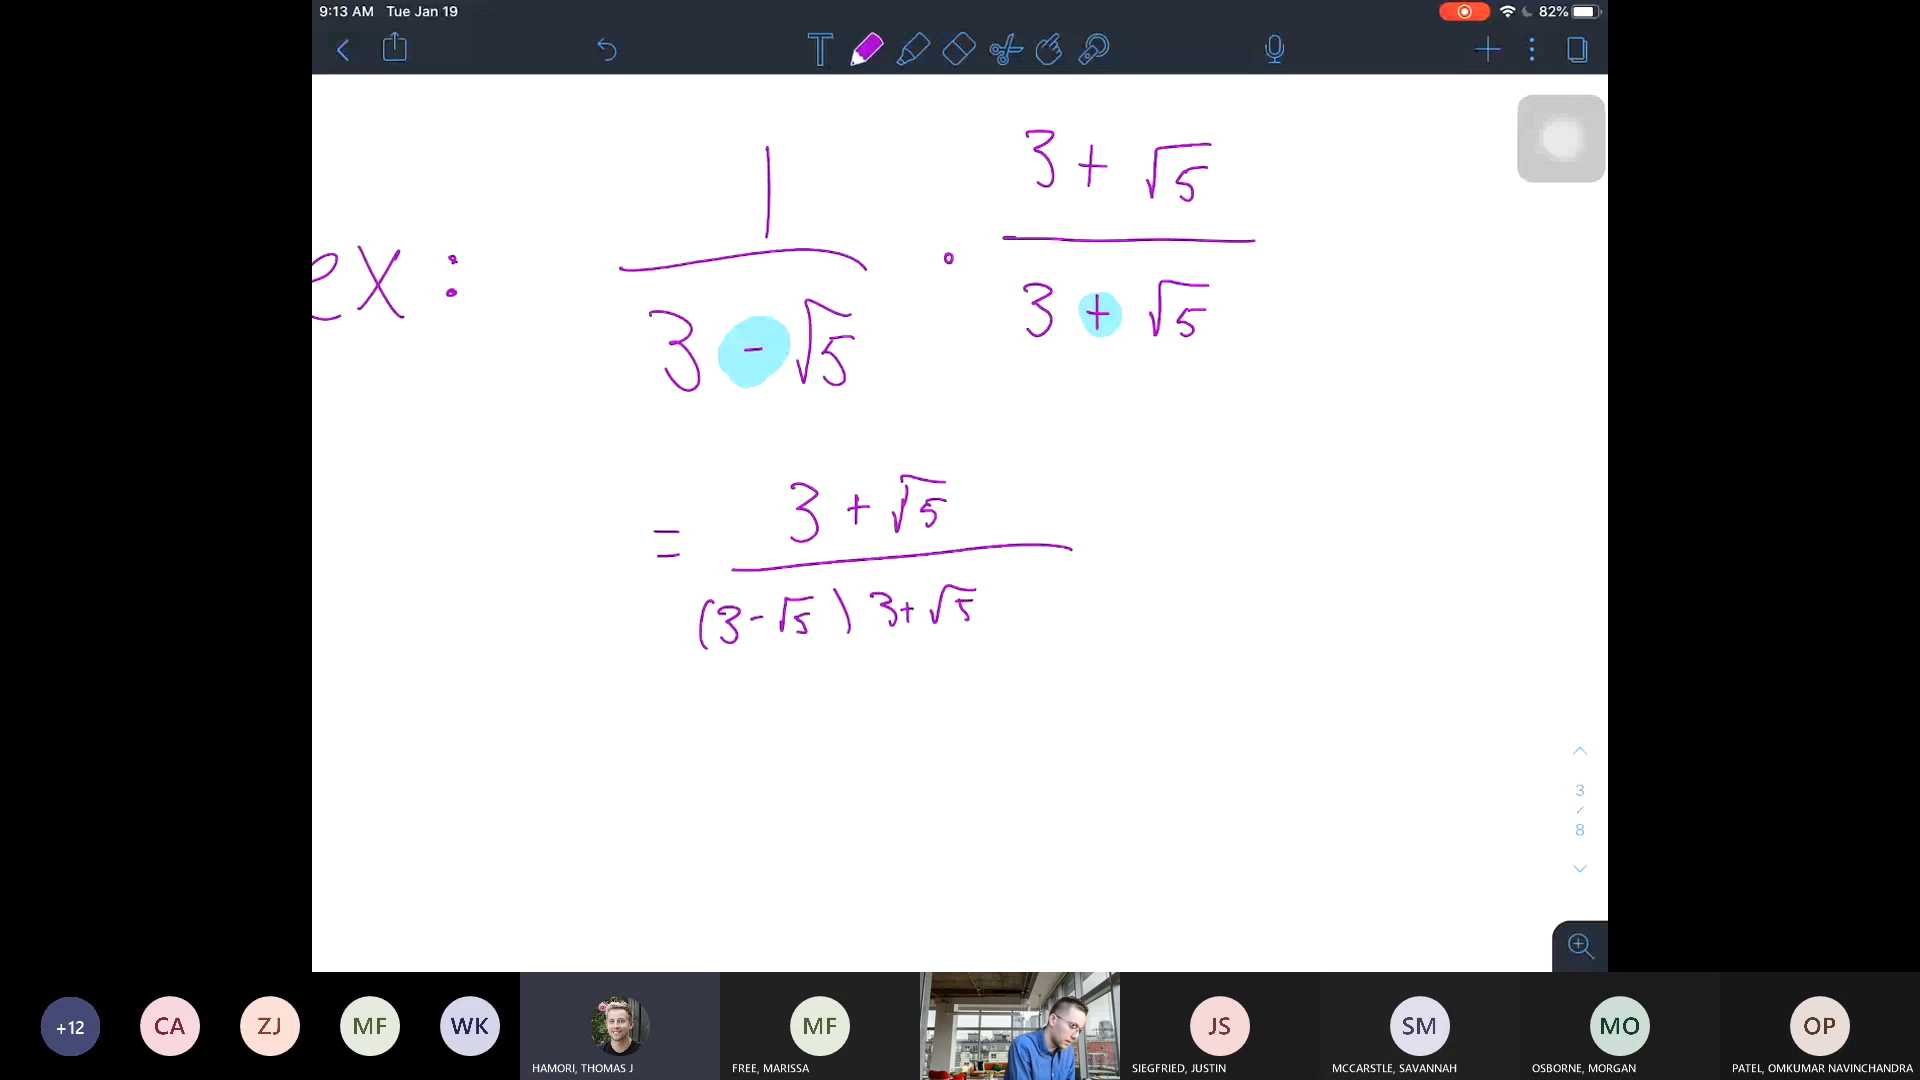 9:13 AM Tue Jan 19
82%
ex: 1 / 3 - √5 · 3 + √5 / 3 + √5
= 3 + √5 / (3 - √5) 3 + √5
3
/
8
+12
CA
ZJ
MF
WK
HAMORI, THOMAS J
MF
FREE, MARISSA
JS
SIEGFRIED, JUSTIN
SM
MCCARSTLE, SAVANNAH
MO
OSBORNE, MORGAN
OP
PATEL, OMKUMAR NAVINCHANDRA